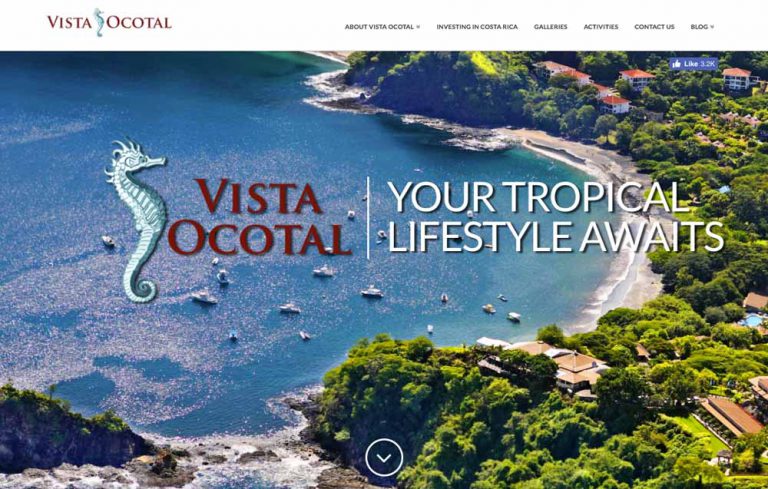 VISTA OCOTAL
ABOUT VISTA OCOTAL
INVESTING IN COSTA RICA
GALLERIES
ACTIVITIES
CONTACT US
BLOG
Like 3.2K
VISTA
OCOTAL
YOUR TROPICAL
LIFESTYLE AWAITS